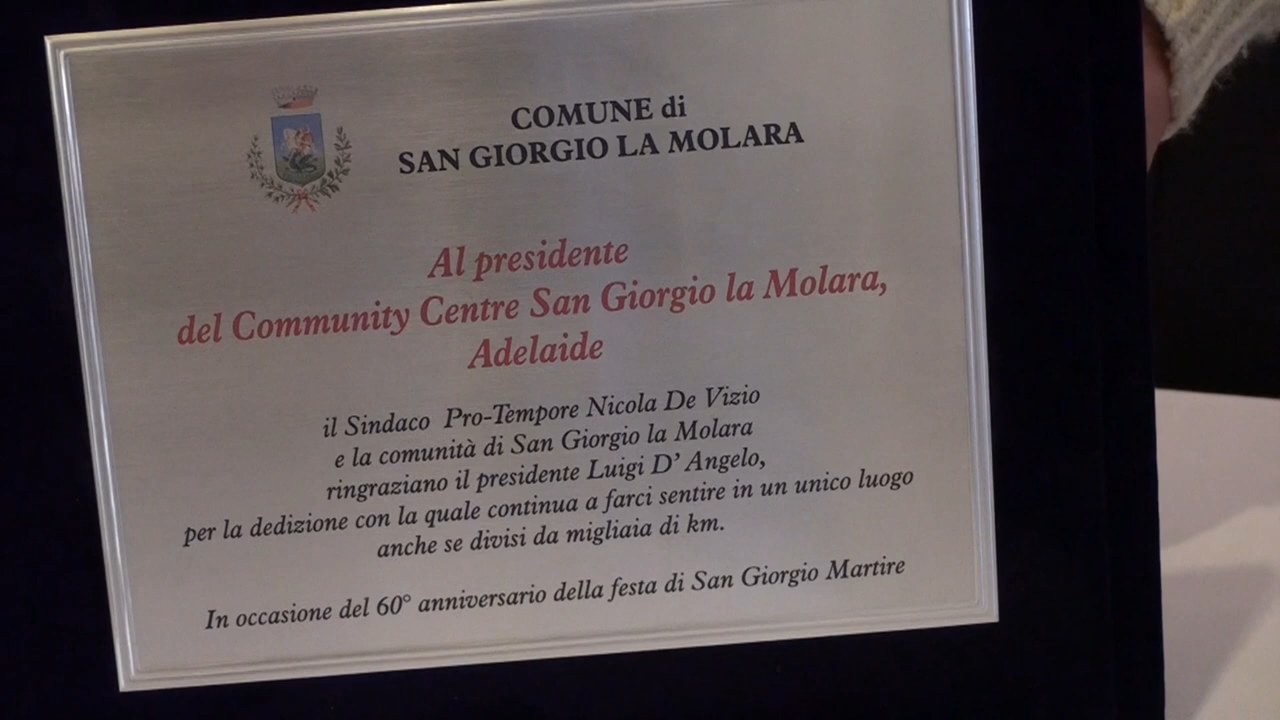 COMUNE di
SAN GIORGIO LA MOLARA
Al presidente
del Community Centre San Giorgio la Molara,
Adelaide
il Sindaco Pro-Tempore Nicola De Vizio
e la comunità di San Giorgio la Molara
ringraziano il presidente Luigi D' Angelo,
per la dedizione con la quale continua a farci sentire in un unico luogo
anche se divisi da migliaia di km.
In occasione del 60° anniversario della festa di San Giorgio Martire